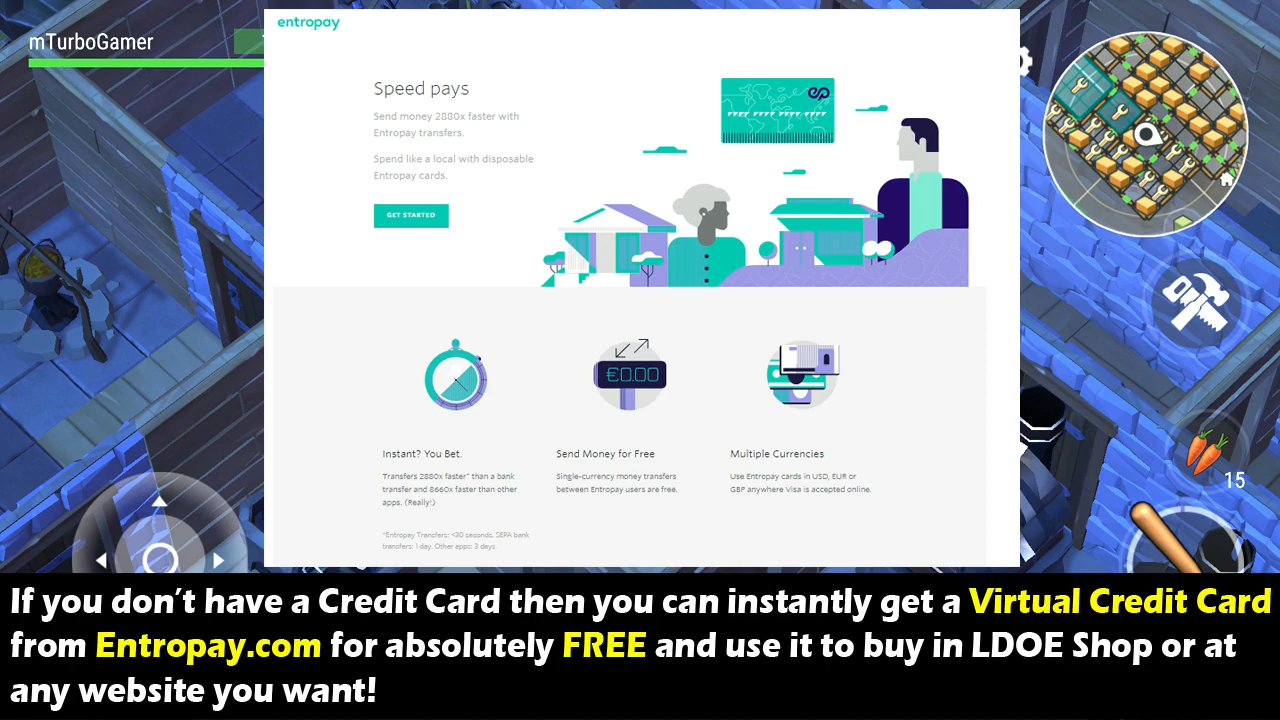 mTurboGamer
entropay
Speed pays
Send money 2880x faster with
Entropay transfers.
Spend like a local with disposable
Entropay cards.
GET STARTED
ep
€0.00
Instant? You Bet.
Transfers 2880x faster* than a bank
transfer and 8660x faster than other
apps. (Really!)
*Entropay Transfers: <30 seconds. SEPA bank
transfers: 1 day. Other apps: 3 days.
Send Money for Free
Single-currency money transfers
between Entropay users are free.
Multiple Currencies
Use Entropay cards in USD, EUR or
GBP anywhere Visa is accepted online.
15
If you don't have a Credit Card then you can instantly get a Virtual Credit Card
from Entropay.com for absolutely FREE and use it to buy in LDOE Shop or at
any website you want!